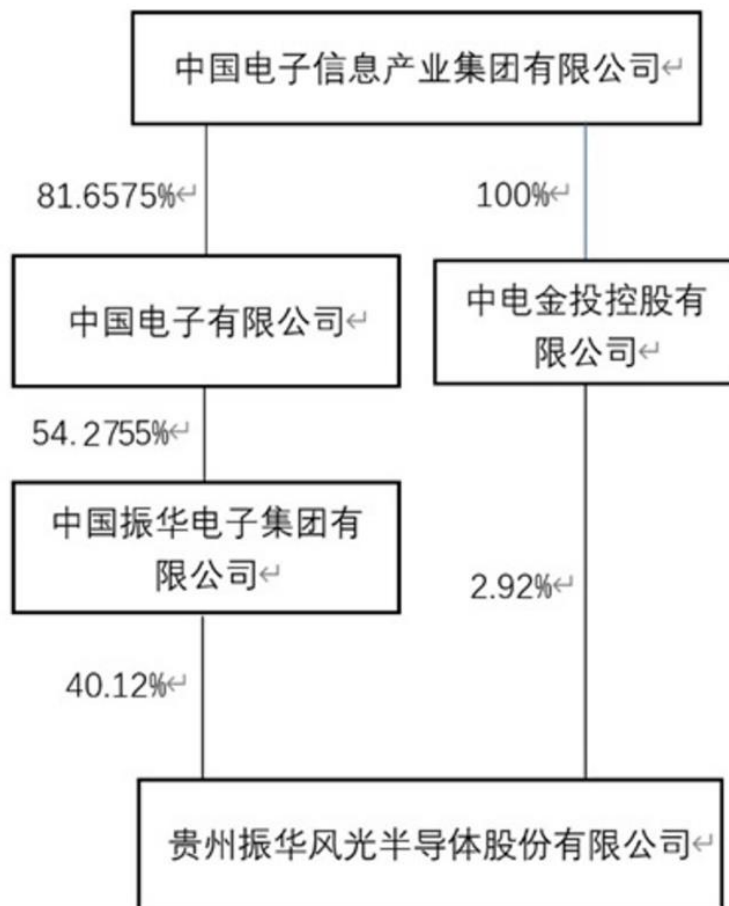 中国电子信息产业集团有限公司
81.6575%
100%
中国电子有限公司
中电金投控股有
限公司
54.2755%
中国振华电子集团有
限公司
2.92%
40.12%
贵州振华风光半导体股份有限公司